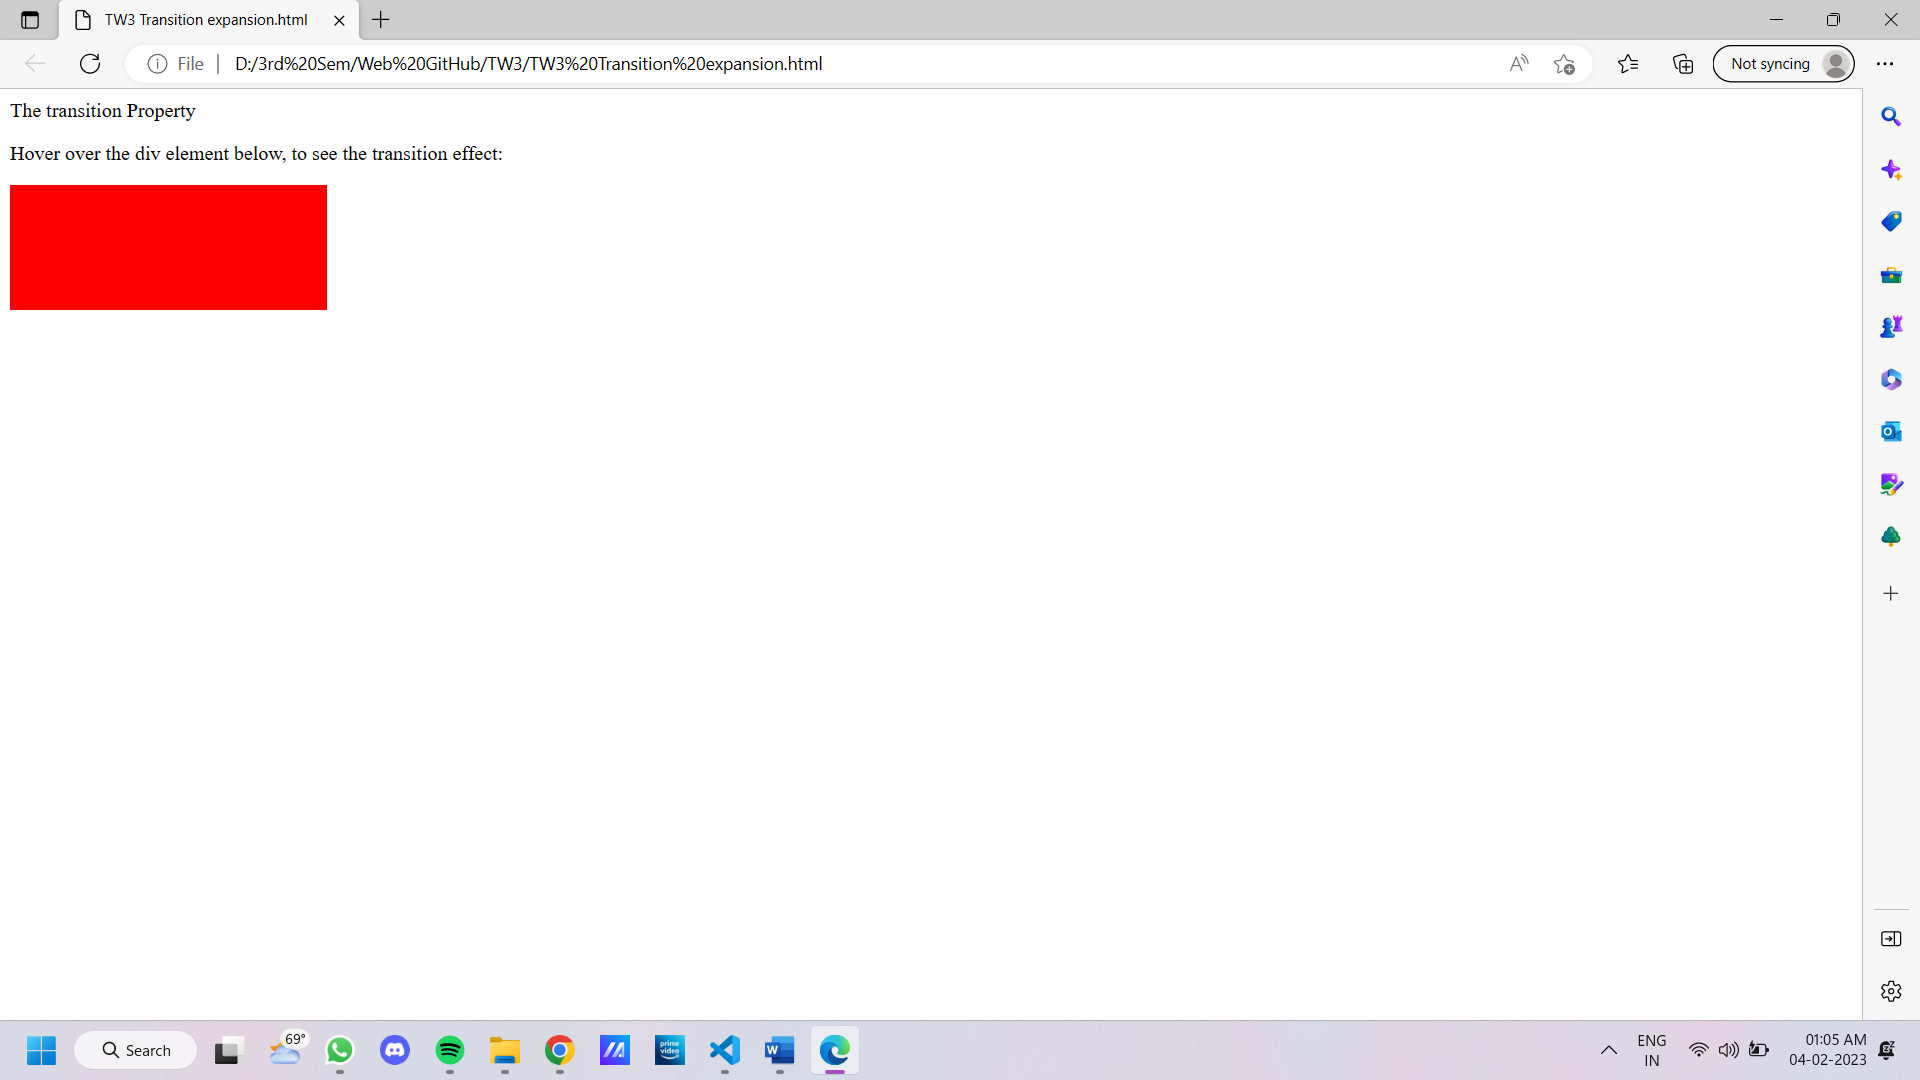 TW3 Transition expansion.html
File
D:/3rd%20Sem/Web%20GitHub/TW3/TW3%20Transition%20expansion.html
Not syncing
The transition Property
Hover over the div element below, to see the transition effect:
Search
69°
prime video
W
ENG
IN
01:05 AM
04-02-2023